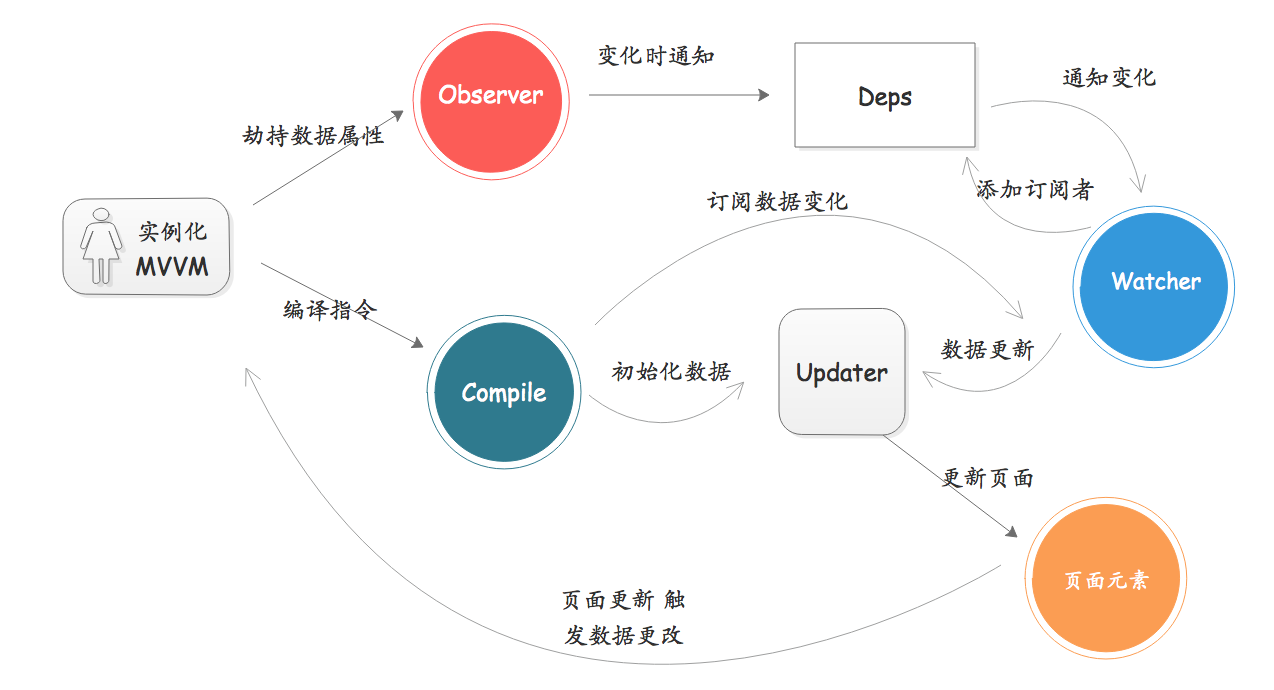 变化时通知
Observer
Deps
通知变化
劫持数据属性
添加订阅者
订阅数据变化
实例化
MVVM
Watcher
编译指令
数据更新
初始化数据
Updater
Compile
更新页面
页面元素
页面更新 触
发数据更改